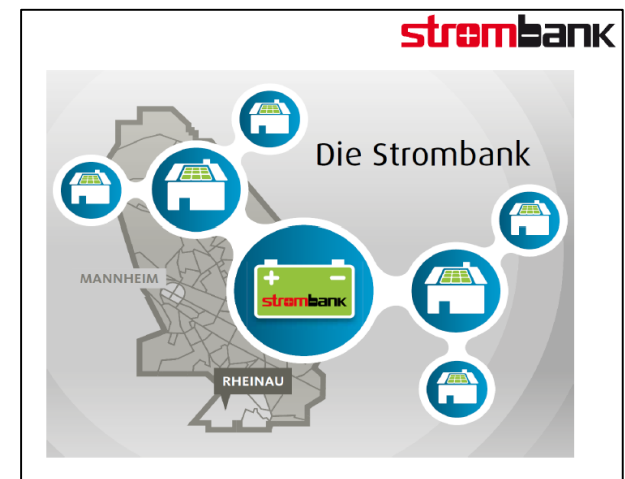 strombank
Die Strombank
MANNHEIM
+ −
strombank
RHEINAU